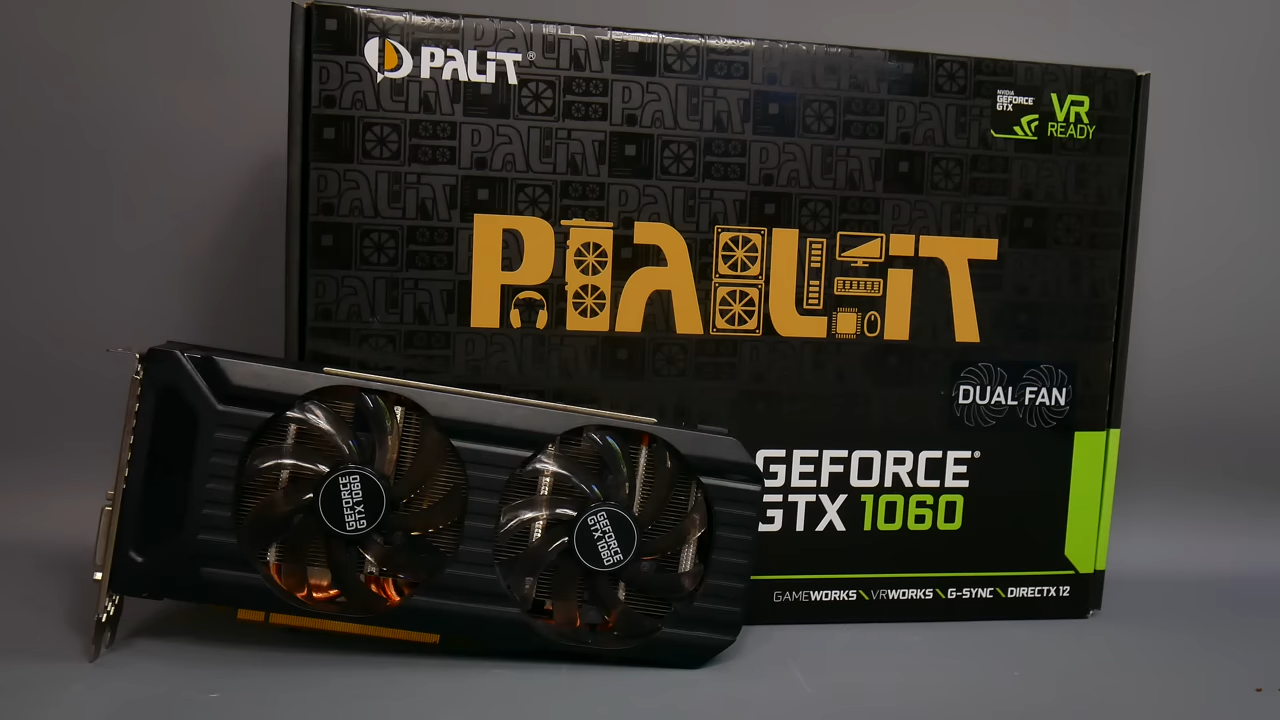 PALiT®
NVIDIA
GEFORCE
GTX
VR
READY
PALiT
DUAL FAN
GEFORCE®
GTX 1060
GAMEWORKS \ VRWORKS \ G-SYNC \ DIRECTX 12
GEFORCE
GTX 1060
GEFORCE
GTX 1060